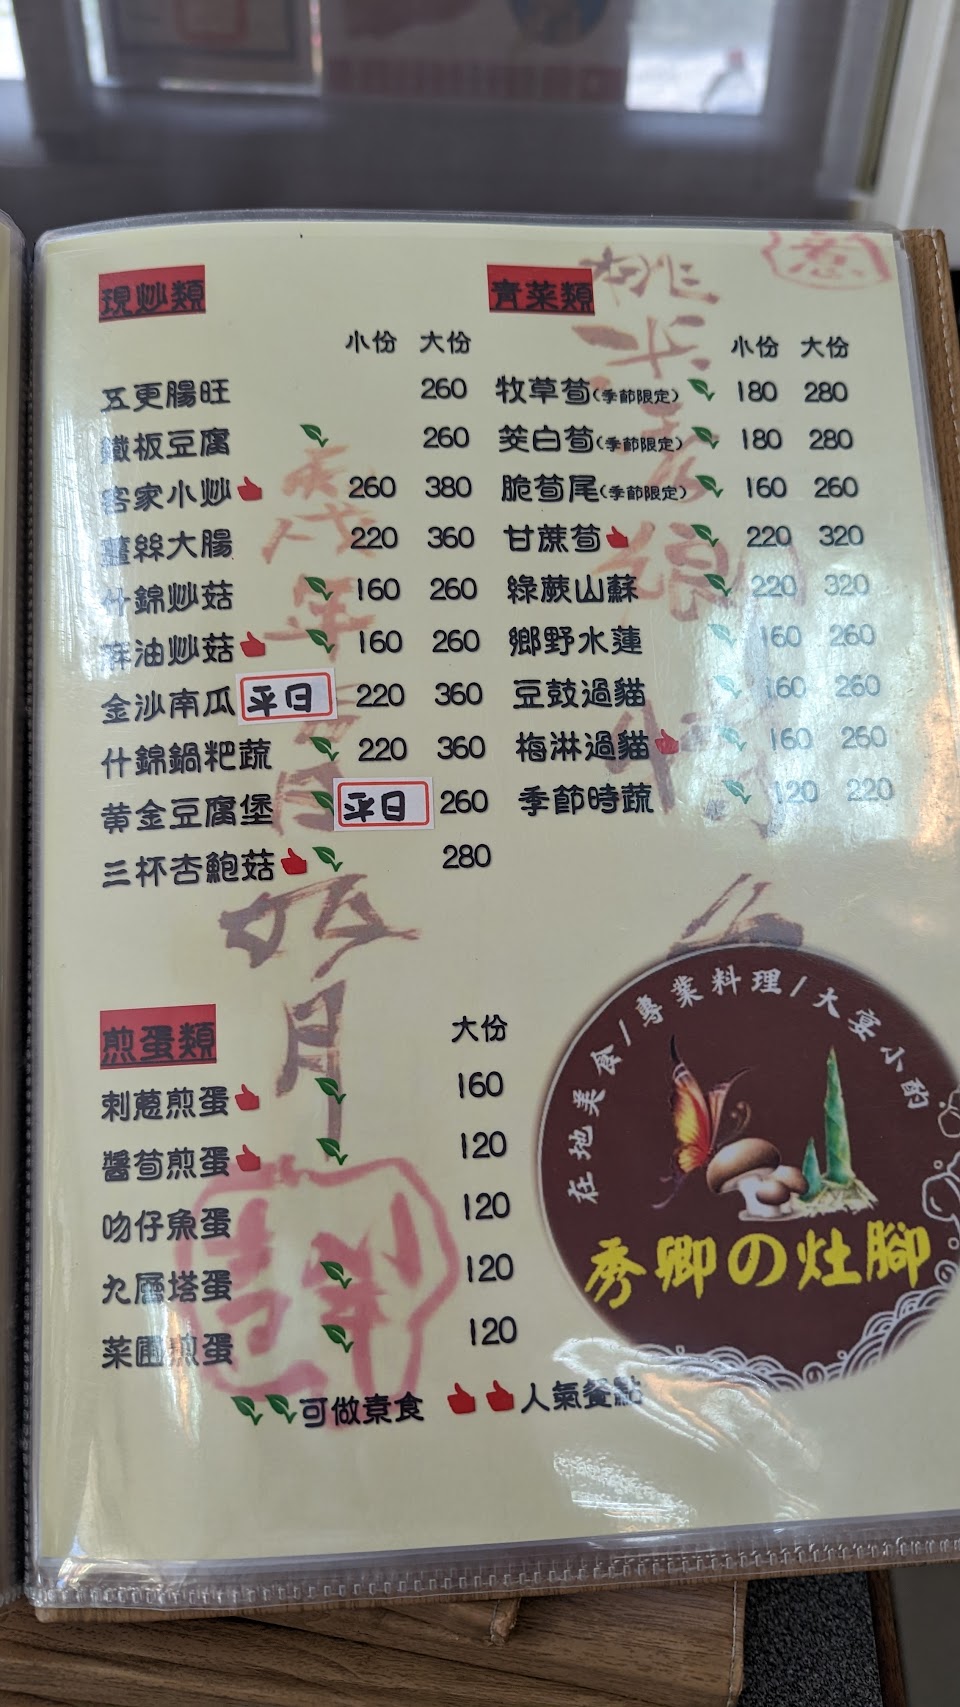 現炒類
小份 大份
五更腸旺 260
鐵板豆腐 260
客家小炒 260 380
薑絲大腸 220 360
什錦炒菇 160 260
麻油炒菇 160 260
金沙南瓜 平日 220 360
什錦鍋粑蔬 220 360
黃金豆腐堡 平日 260
三杯杏鮑菇 280
青菜類
小份 大份
牧草筍(季節限定) 180 280
筊白筍(季節限定) 180 280
脆筍尾(季節限定) 160 260
甘蔗筍 220 320
綠蕨山蘇 220 320
鄉野水蓮 160 260
豆鼓過貓 160 260
梅淋過貓 160 260
季節時蔬 120 220
煎蛋類
大份
刺蔥煎蛋 160
醬筍煎蛋 120
吻仔魚蛋 120
九層塔蛋 120
菜圃煎蛋 120
可做素食 人氣餐點
在地美食/專業料理/大宴小酌
秀卿の灶腳